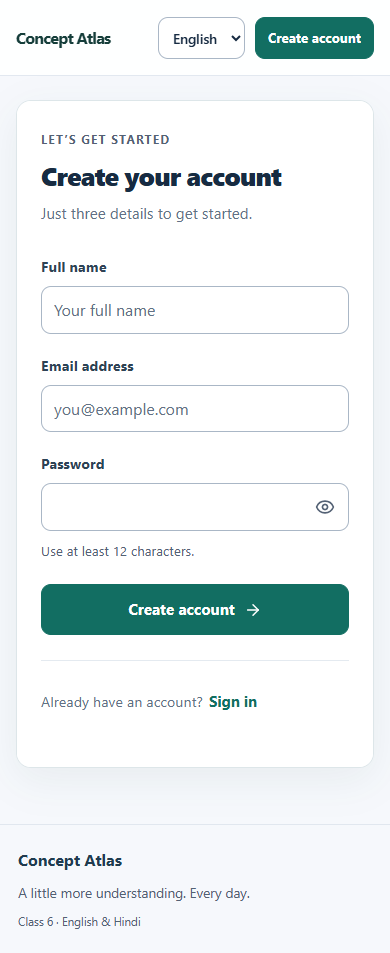 Concept Atlas
English
Create account
LET'S GET STARTED
Create your account
Just three details to get started.
Full name
Your full name
Email address
you@example.com
Password
Use at least 12 characters.
Create account →
Already have an account? Sign in
Concept Atlas
A little more understanding. Every day.
Class 6 · English & Hindi